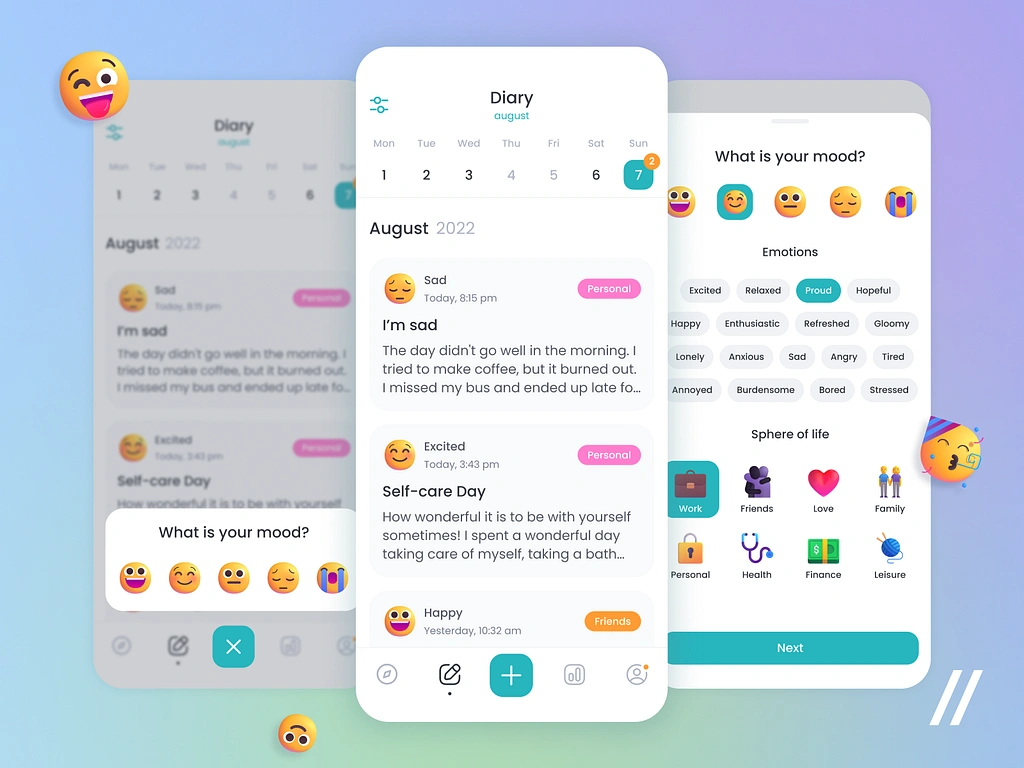 Diary
august
Mon Tue Wed Thu Fri Sat Sun
1 2 3 4 5 6 7
August 2022
Sad
Today, 8:15 pm
Personal
I'm sad
The day didn't go well in the morning. I
tried to make coffee, but it burned out.
I missed my bus and ended up late fo...
Excited
Today, 3:43 pm
Personal
Self-care Day
How wonderful it is to be with yourself
What is your mood?
Diary
august
Mon Tue Wed Thu Fri Sat Sun
1 2 3 4 5 6 7
2
August 2022
Sad
Today, 8:15 pm
Personal
I'm sad
The day didn't go well in the morning. I
tried to make coffee, but it burned out.
I missed my bus and ended up late fo...
Excited
Today, 3:43 pm
Personal
Self-care Day
How wonderful it is to be with yourself
sometimes! I spent a wonderful day
taking care of myself, taking a bath...
Happy
Yesterday, 10:32 am
Friends
What is your mood?
Emotions
Excited Relaxed Proud Hopeful
Happy Enthusiastic Refreshed Gloomy
Lonely Anxious Sad Angry Tired
Annoyed Burdensome Bored Stressed
Sphere of life
Work Friends Love Family
Personal Health Finance Leisure
Next